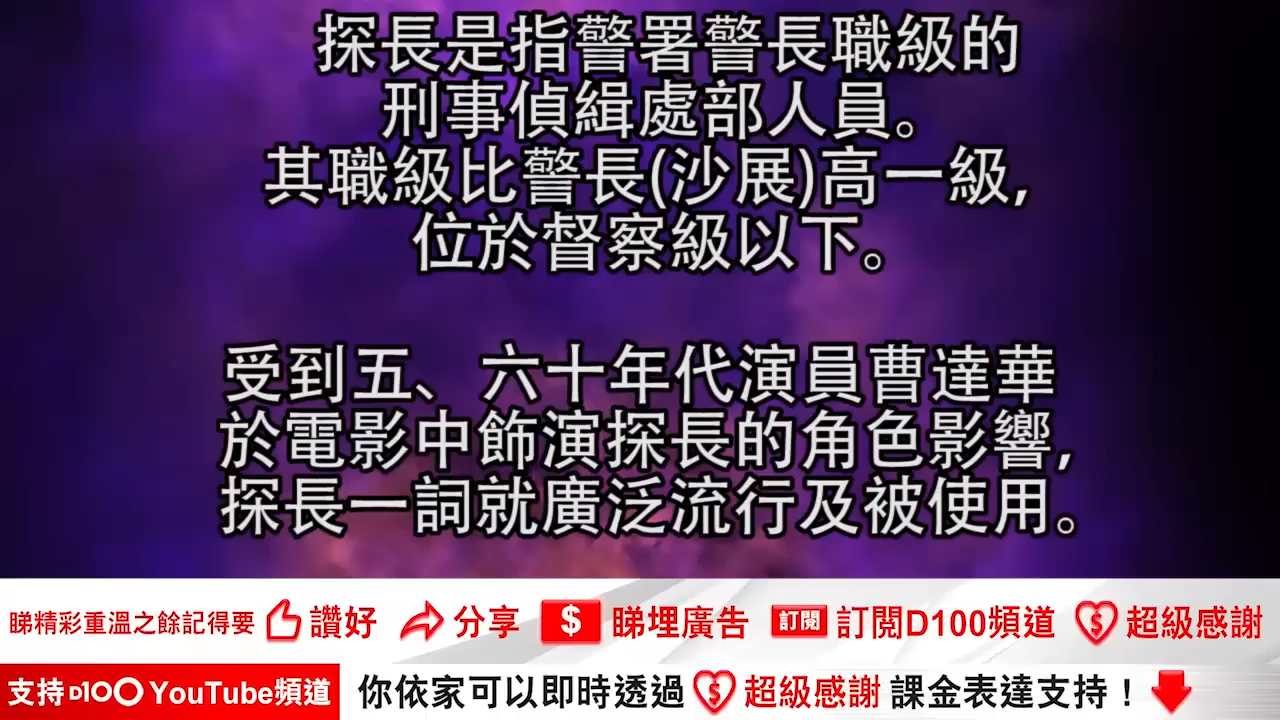 探長是指警署警長職級的
刑事偵緝處部人員。
其職級比警長(沙展)高一級,
位於督察級以下。
受到五、六十年代演員曹達華
於電影中飾演探長的角色影響,
探長一詞就廣泛流行及被使用。
睇精彩重溫之餘記得要 讚好 分享 $ 睇埋廣告 訂閱 訂閱D100頻道 $ 超級感謝
支持D100 YouTube頻道 你依家可以即時透過 $ 超級感謝 課金表達支持！